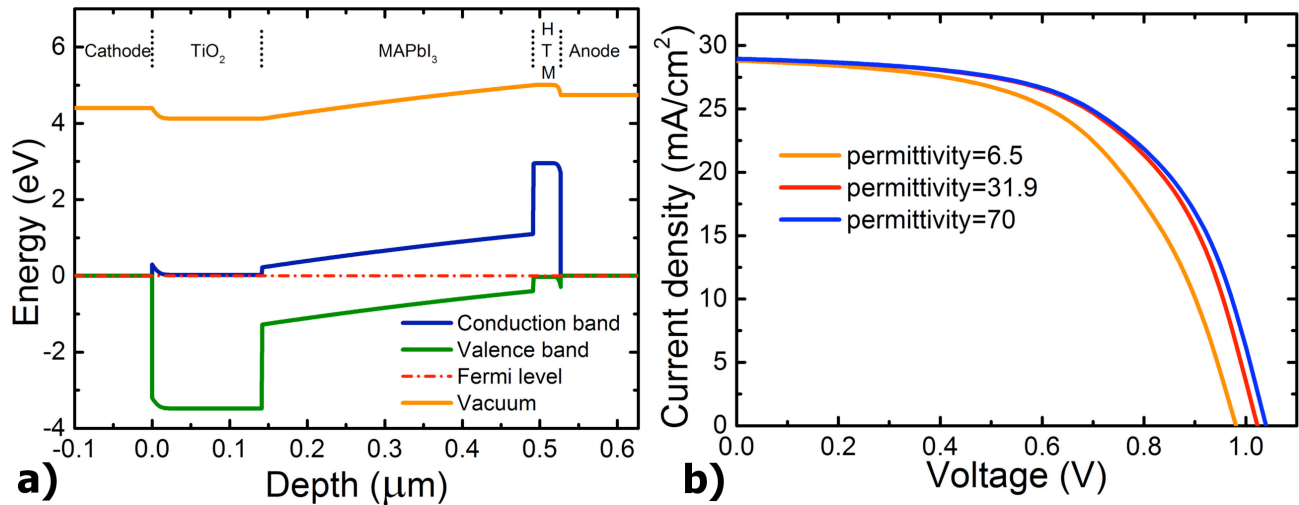 Energy (eV)
6
4
2
0
-2
-4
Cathode
TiO₂
MAPbI₃
H
T
M
Anode
Conduction band
Valence band
Fermi level
Vacuum
-0.1 0.0 0.1 0.2 0.3 0.4 0.5 0.6
Depth (μm)
a)
Current density (mA/cm²)
30
25
20
15
10
5
0
permittivity=6.5
permittivity=31.9
permittivity=70
0.0 0.2 0.4 0.6 0.8 1.0
Voltage (V)
b)